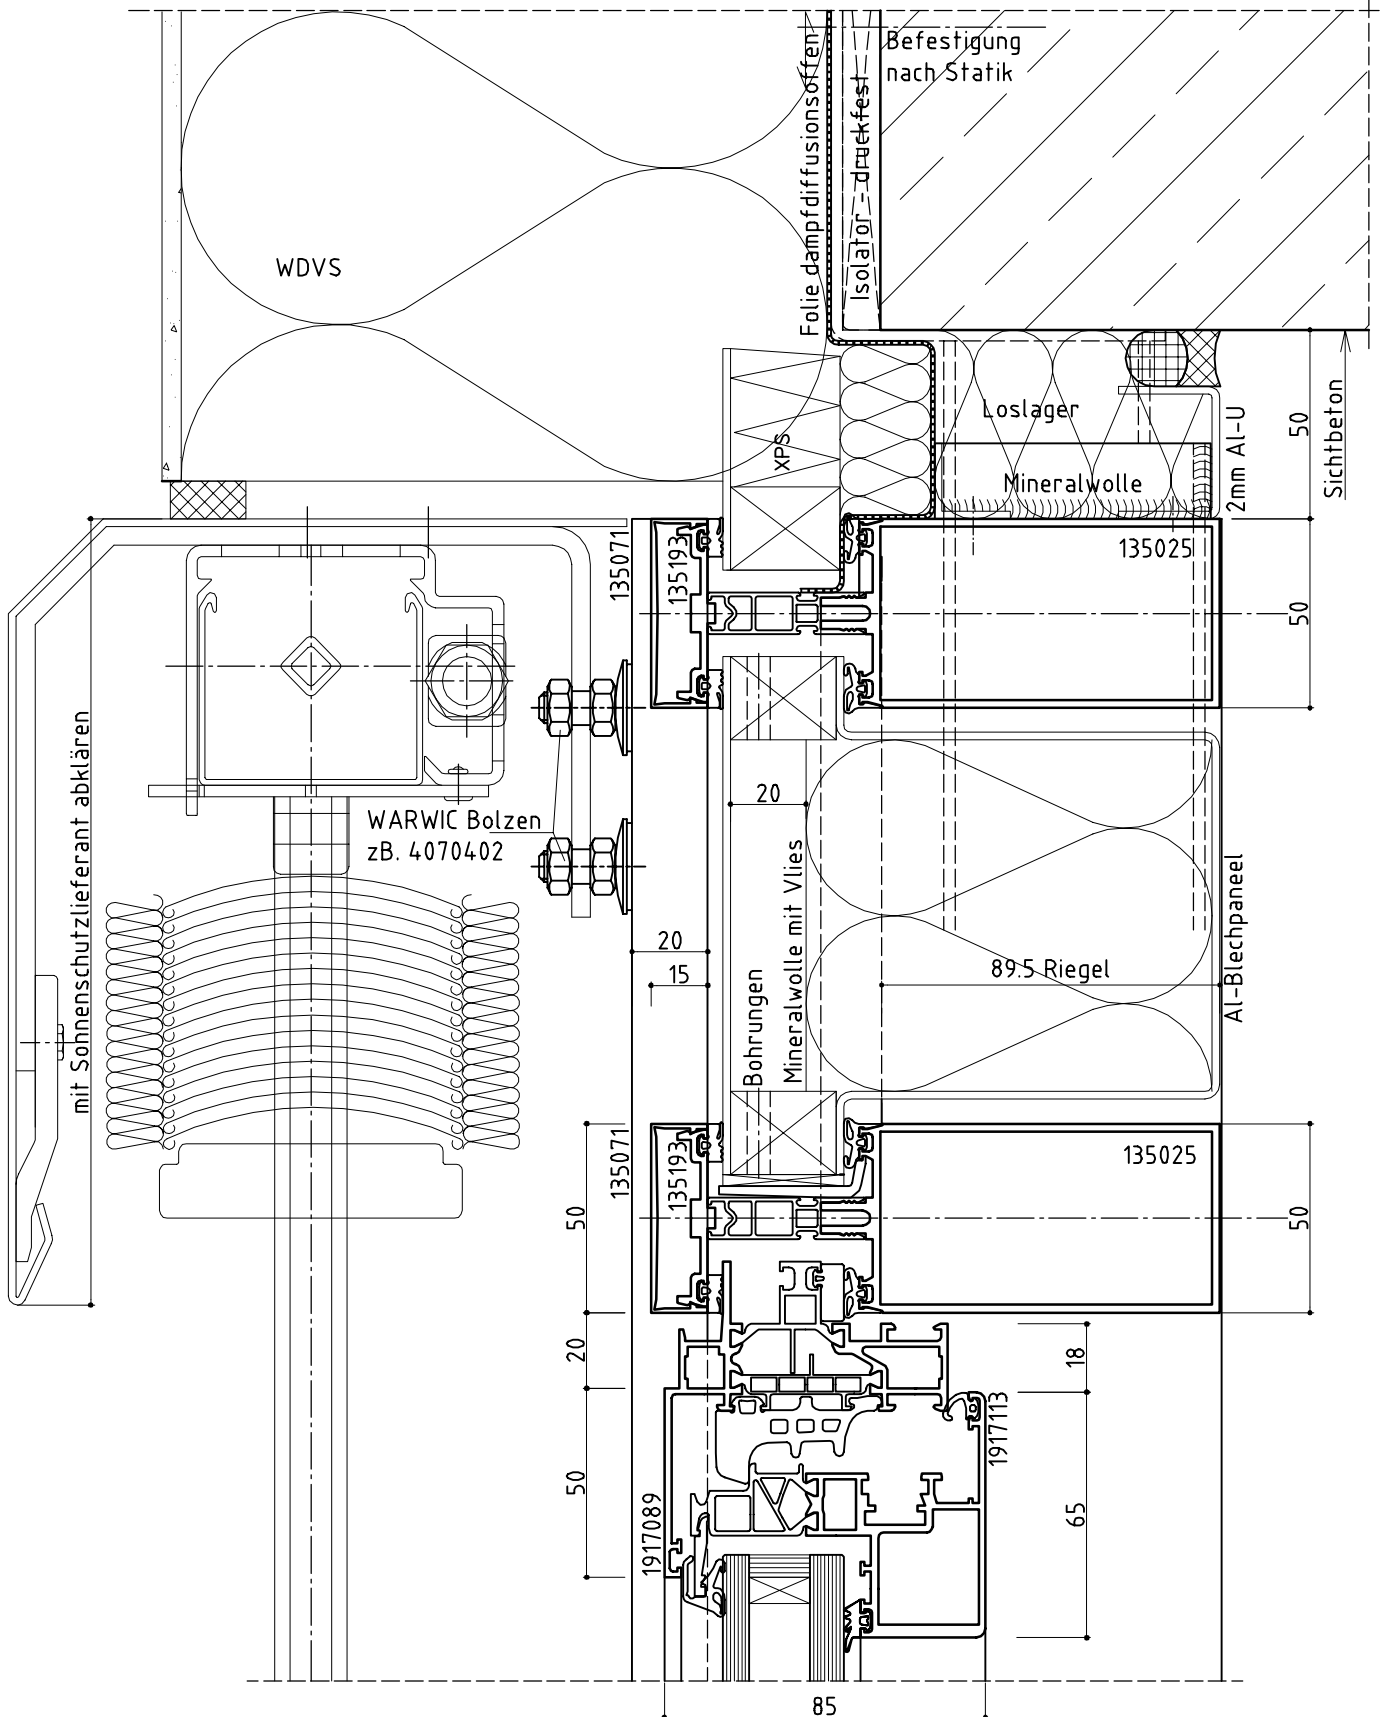 Befestigung
nach Statik
Folie dampfdiffusionsoffen
Isolator - druckfest
WDVS
XPS
Loslager
Mineralwolle
2mm Al-U
50
Sichtbeton
135071
135193
135025
50
mit Sonnenschutzlieferant abklären
WARWIC Bolzen
zB. 4070402
20
20
15
Bohrungen
Mineralwolle mit Vlies
89.5 Riegel
Al-Blechpaneel
135071
135193
135025
50
50
20
18
50
1917089
1917113
65
85